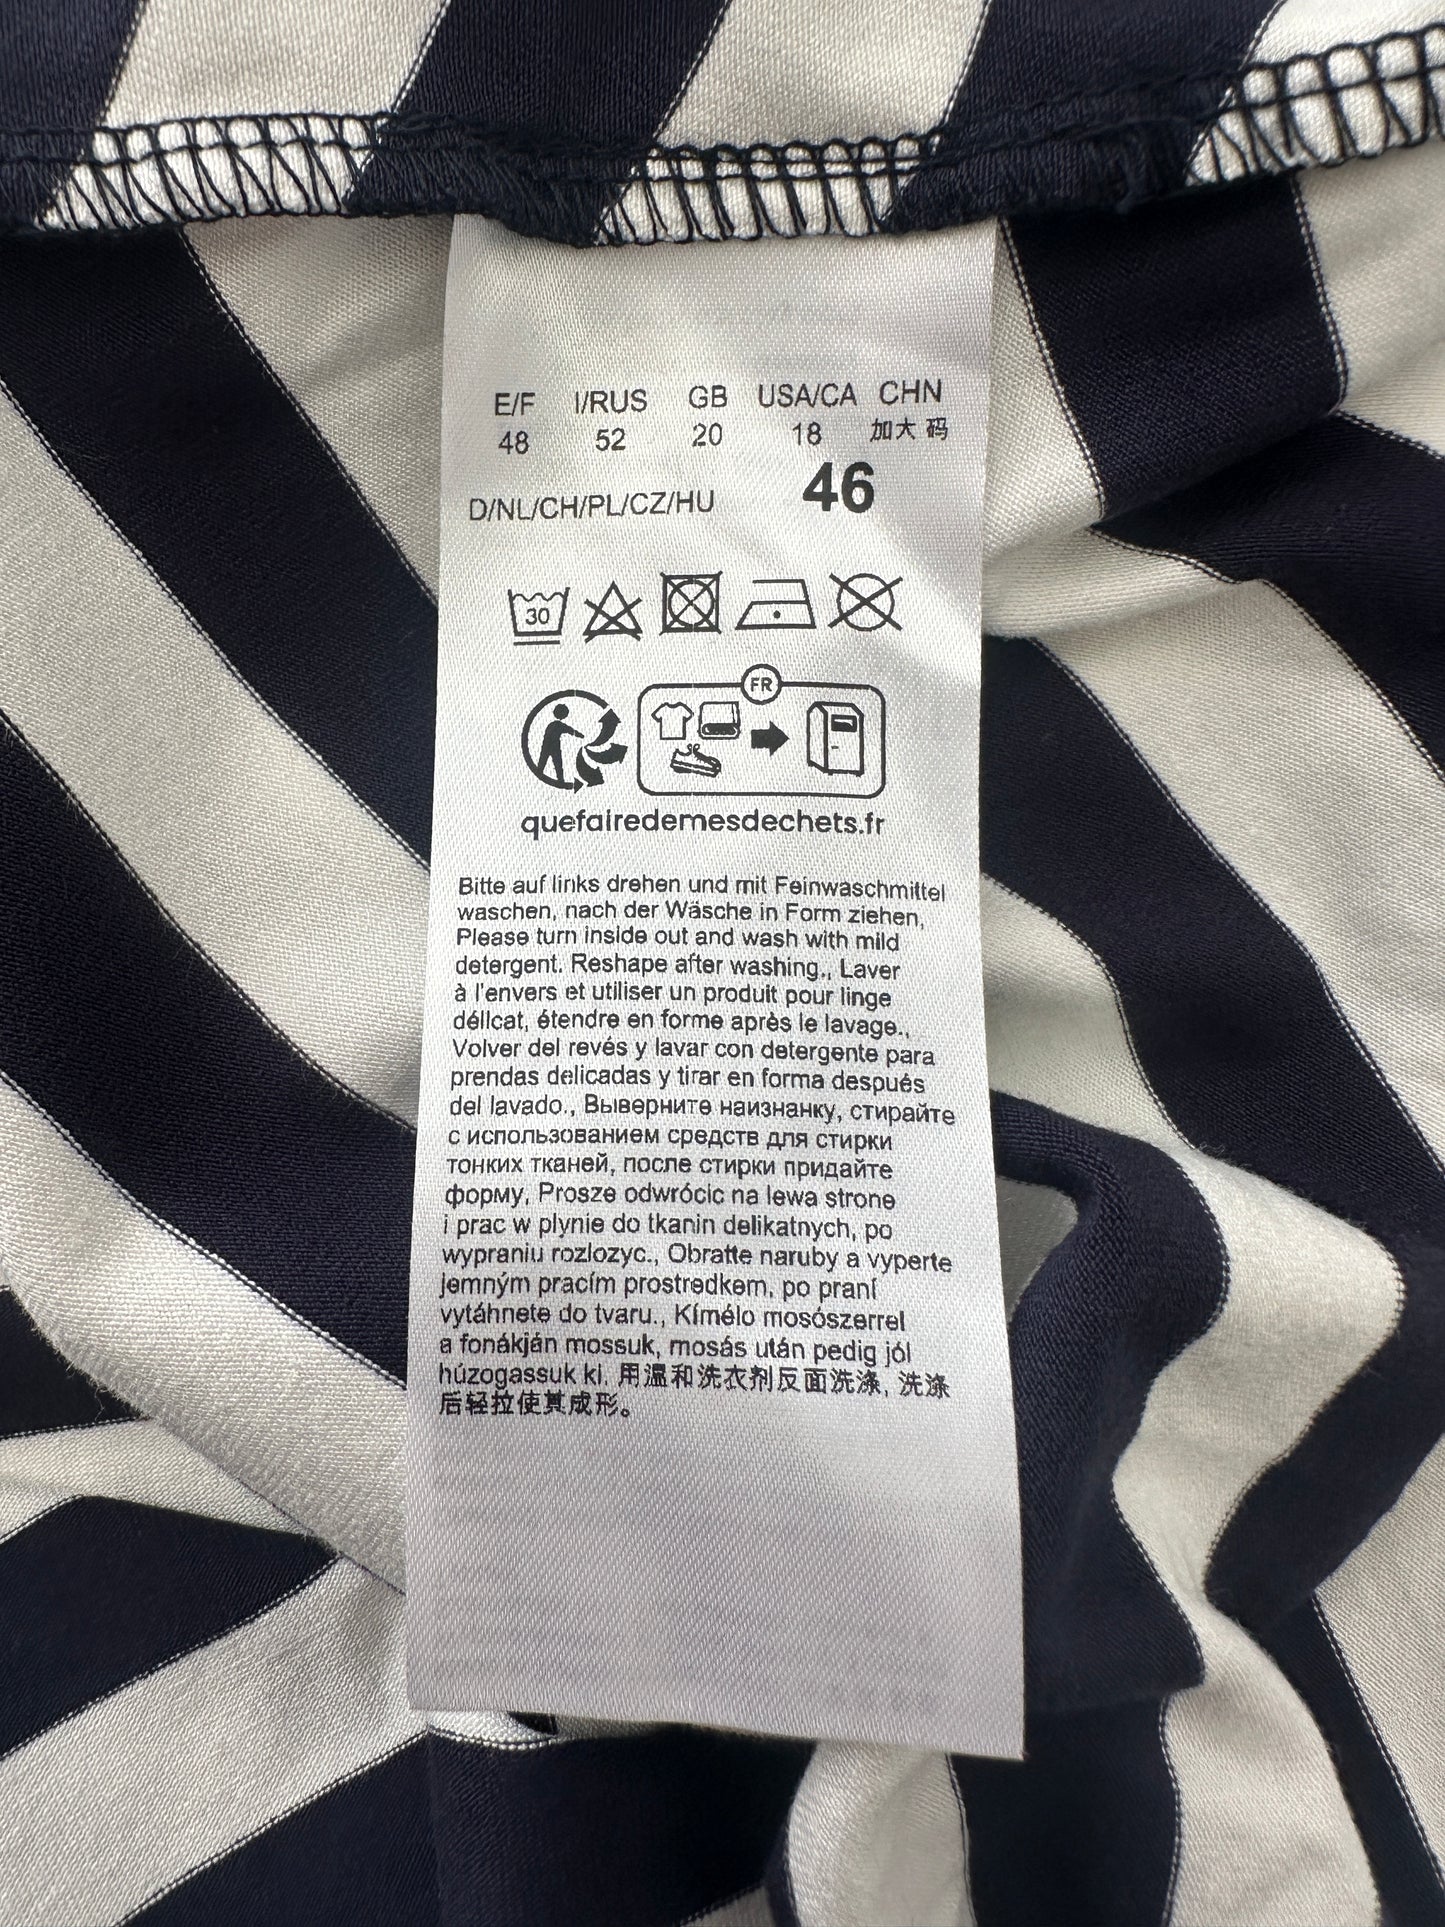 E/F I/RUS GB USA/CA CHN
48 52 20 18 加大码
D/NL/CH/PL/CZ/HU 46
30
FR
quefairedemesdechets.fr
Bitte auf links drehen und mit Feinwaschmittel
waschen, nach der Wäsche in Form ziehen,
Please turn inside out and wash with mild
detergent. Reshape after washing., Laver
à l'envers et utiliser un produit pour linge
délicat, étendre en forme après le lavage.,
Volver del revés y lavar con detergente para
prendas delicadas y tirar en forma después
del lavado., Выверните наизнанку, стирайте
с использованием средств для стирки
тонких тканей, после стирки придайте
форму, Prosze odwrócic na lewa strone
i prac w plynie do tkanin delikatnych, po
wypraniu rozlozyc., Obratte naruby a vyperte
jemným pracím prostredkem, po praní
vytáhnete do tvaru., Kímélo mosószerrel
a fonákján mossuk, mosás után pedig jól
húzogassuk ki. 用温和洗衣剂反面洗涤, 洗涤
后轻拉使其成形。